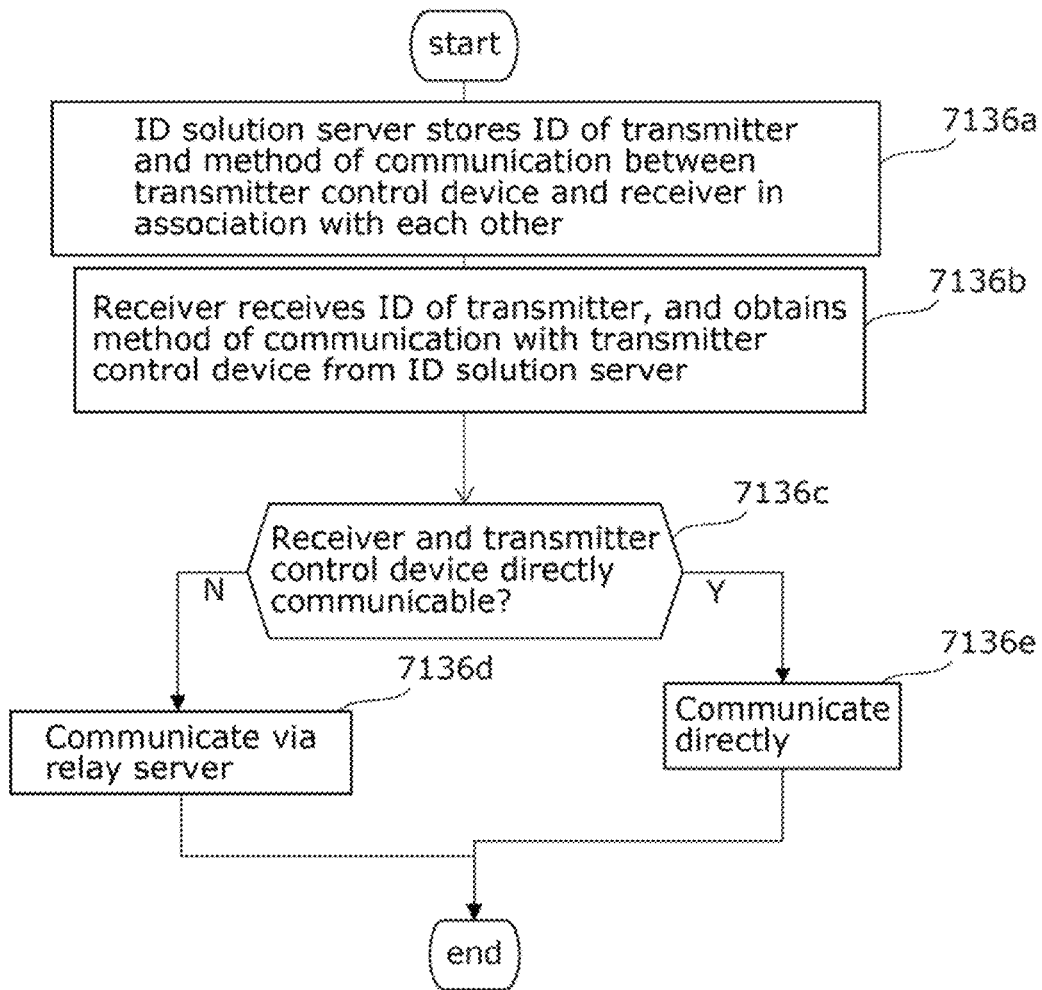 start
7136a
ID solution server stores ID of transmitter
and method of communication between
transmitter control device and receiver in
association with each other
7136b
Receiver receives ID of transmitter, and obtains
method of communication with transmitter
control device from ID solution server
7136c
Receiver and transmitter
control device directly
communicable?
N
Y
7136d
Communicate via
relay server
7136e
Communicate
directly
end